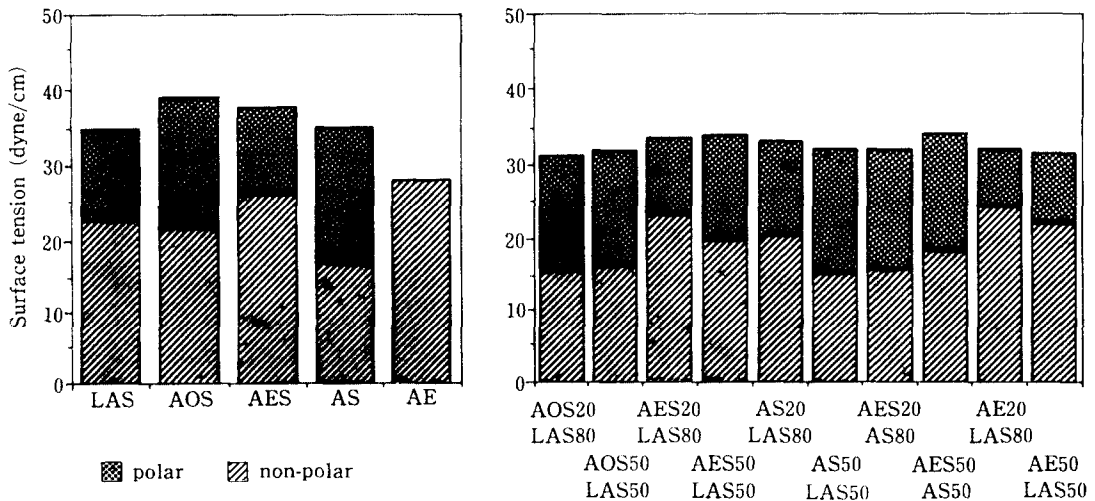 Surface tension (dyne/cm)
50
40
30
20
10
0
LAS AOS AES AS AE
polar non-polar
50
40
30
20
10
0
AOS20 AES20 AS20 AES20 AE20
LAS80 LAS80 LAS80 AS80 LAS80
AOS50 AES50 AS50 AES50 AE50
LAS50 LAS50 LAS50 AS50 LAS50